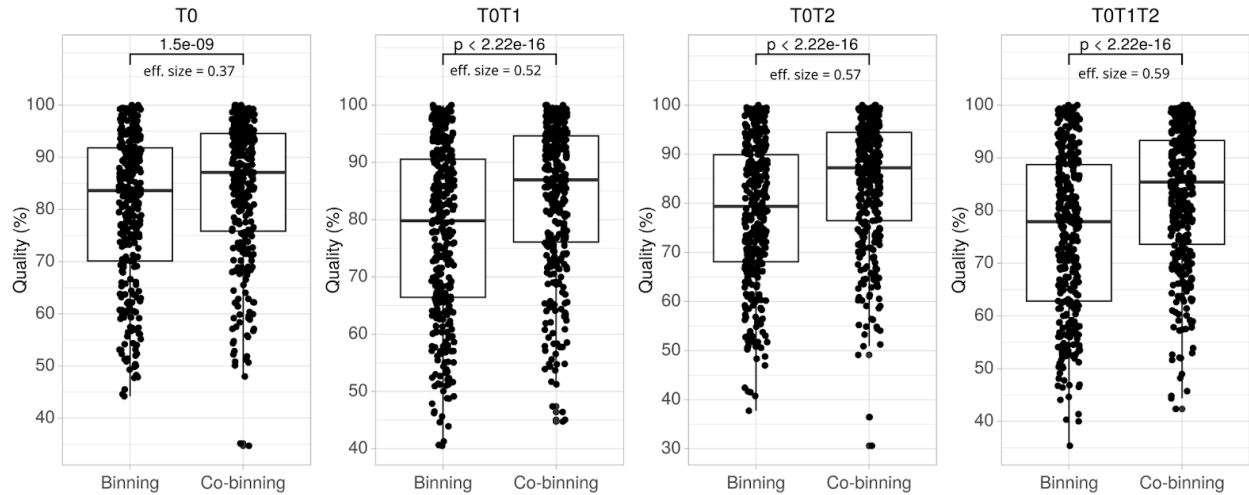 T0
1.5e-09
eff. size = 0.37
Quality (%)
100
90
80
70
60
50
40
Binning
Co-binning
T0T1
p < 2.22e-16
eff. size = 0.52
Quality (%)
100
90
80
70
60
50
40
Binning
Co-binning
T0T2
p < 2.22e-16
eff. size = 0.57
Quality (%)
100
90
80
70
60
50
40
30
Binning
Co-binning
T0T1T2
p < 2.22e-16
eff. size = 0.59
Quality (%)
100
90
80
70
60
50
40
Binning
Co-binning